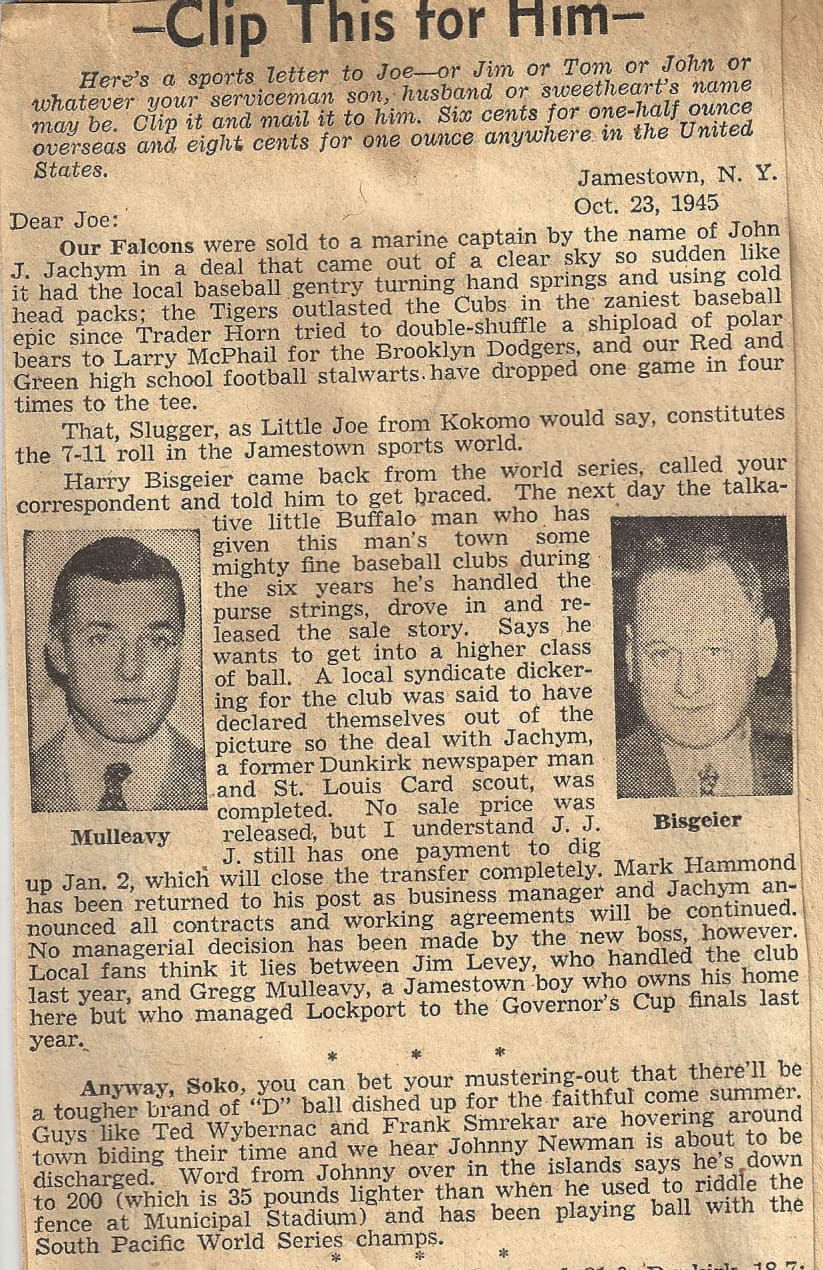 —Clip This for Him—
Here's a sports letter to Joe—or Jim or Tom or John or
whatever your serviceman son, husband or sweetheart's name
may be. Clip it and mail it to him. Six cents for one-half ounce
overseas and eight cents for one ounce anywhere in the United
States.
Jamestown, N. Y.
Oct. 23, 1945
Dear Joe:
Our Falcons were sold to a marine captain by the name of John
J. Jachym in a deal that came out of a clear sky so sudden like
it had the local baseball gentry turning hand springs and using cold
head packs; the Tigers outlasted the Cubs in the zaniest baseball
epic since Trader Horn tried to double-shuffle a shipload of polar
bears to Larry McPhail for the Brooklyn Dodgers, and our Red and
Green high school football stalwarts have dropped one game in four
times to the tee.
That, Slugger, as Little Joe from Kokomo would say, constitutes
the 7-11 roll in the Jamestown sports world.
Harry Bisgeier came back from the world series, called your
correspondent and told him to get braced. The next day the talka-
tive little Buffalo man who has
given this man's town some
mighty fine baseball clubs during
the six years he's handled the
purse strings, drove in and re-
leased the sale story. Says he
wants to get into a higher class
of ball. A local syndicate dicker-
ing for the club was said to have
declared themselves out of the
picture so the deal with Jachym,
a former Dunkirk newspaper man
and St. Louis Card scout, was
completed. No sale price was
released, but I understand J. J.
J. still has one payment to dig
Mulleavy
Bisgeier
up Jan. 2, which will close the transfer completely. Mark Hammond
has been returned to his post as business manager and Jachym an-
nounced all contracts and working agreements will be continued.
No managerial decision has been made by the new boss, however.
Local fans think it lies between Jim Levey, who handled the club
last year, and Gregg Mulleavy, a Jamestown boy who owns his home
here but who managed Lockport to the Governor's Cup finals last
year.
* * *
Anyway, Soko, you can bet your mustering-out that there'll be
a tougher brand of "D" ball dished up for the faithful come summer.
Guys like Ted Wybernac and Frank Smrekar are hovering around
town biding their time and we hear Johnny Newman is about to be
discharged. Word from Johnny over in the islands says he's down
to 200 (which is 35 pounds lighter than when he used to riddle the
fence at Municipal Stadium) and has been playing ball with the
South Pacific World Series champs.
* * *